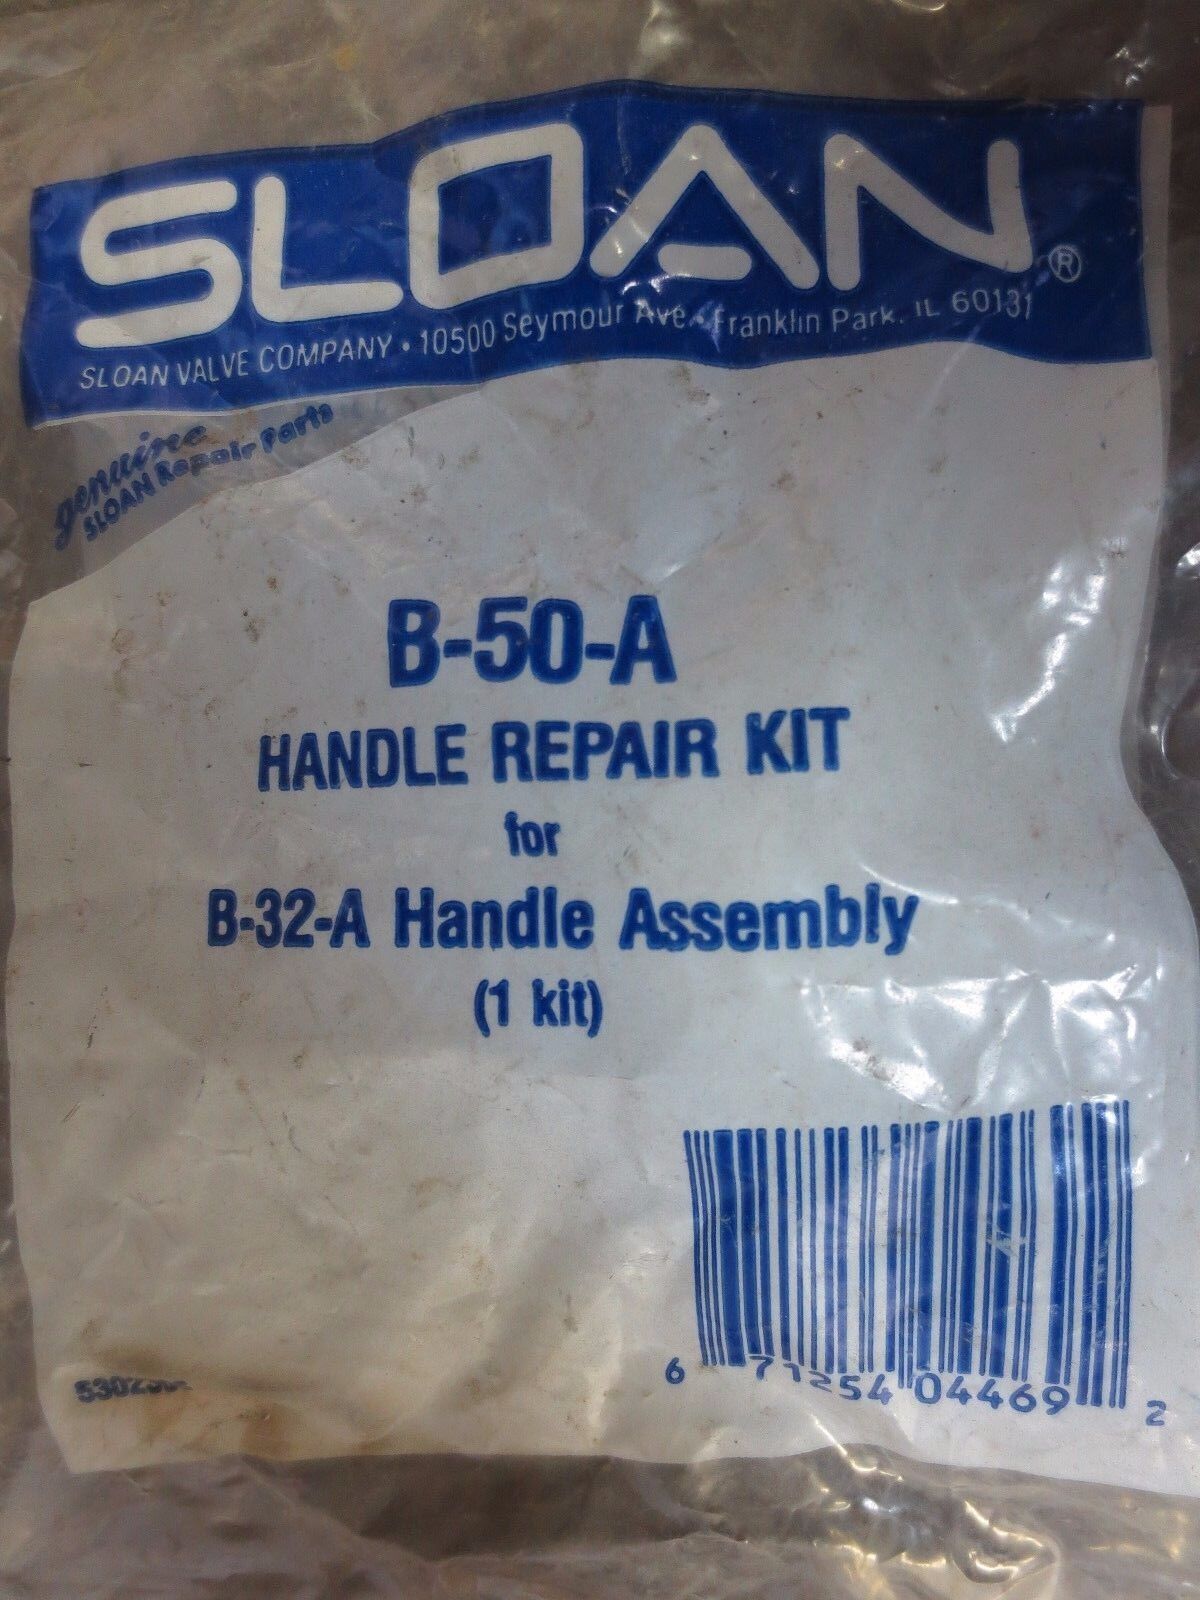 SLOAN ®
SLOAN VALVE COMPANY • 10500 Seymour Ave. • Franklin Park, IL 60131
genuine
SLOAN Repair Parts
B-50-A
HANDLE REPAIR KIT
for
B-32-A Handle Assembly
(1 kit)
6 71254 04469 2